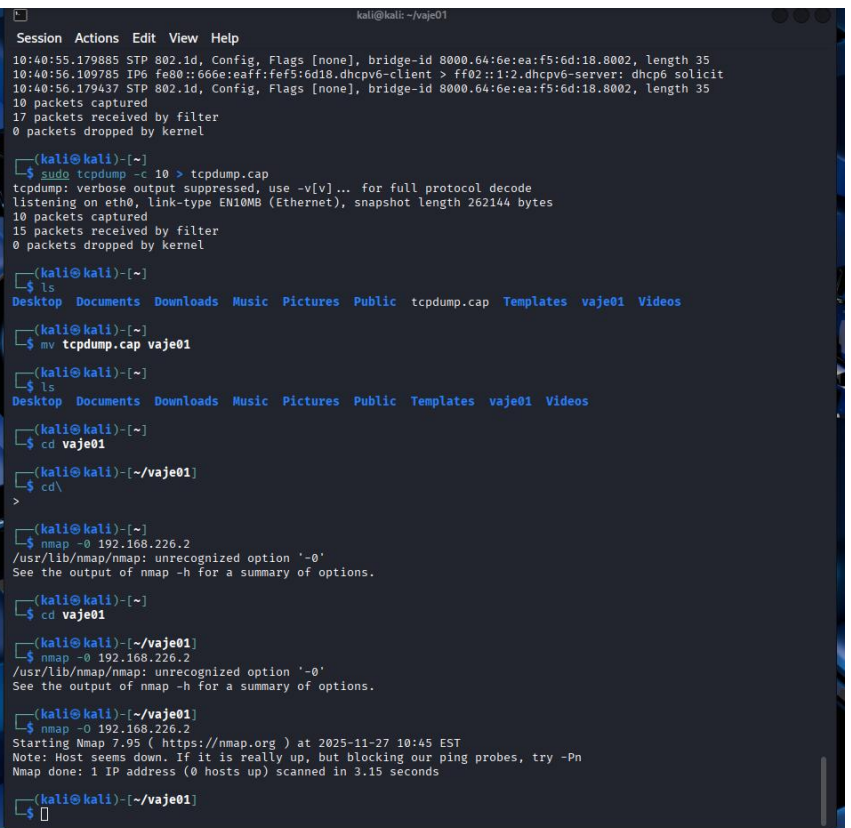 kali@kali: ~/vaje01
Session Actions Edit View Help
10:40:55.179885 STP 802.1d, Config, Flags [none], bridge-id 8000.64:6e:ea:f5:6d:18.8002, length 35
10:40:56.109785 IP6 fe80::666e:eaff:fef5:6d18.dhcpv6-client > ff02::1:2.dhcpv6-server: dhcp6 solicit
10:40:56.179437 STP 802.1d, Config, Flags [none], bridge-id 8000.64:6e:ea:f5:6d:18.8002, length 35
10 packets captured
17 packets received by filter
0 packets dropped by kernel
┌──(kali㉿kali)-[~]
└─$ sudo tcpdump -c 10 > tcpdump.cap
tcpdump: verbose output suppressed, use -v[v]... for full protocol decode
listening on eth0, link-type EN10MB (Ethernet), snapshot length 262144 bytes
10 packets captured
15 packets received by filter
0 packets dropped by kernel
┌──(kali㉿kali)-[~]
└─$ ls
Desktop Documents Downloads Music Pictures Public tcpdump.cap Templates vaje01 Videos
┌──(kali㉿kali)-[~]
└─$ mv tcpdump.cap vaje01
┌──(kali㉿kali)-[~]
└─$ ls
Desktop Documents Downloads Music Pictures Public Templates vaje01 Videos
┌──(kali㉿kali)-[~]
└─$ cd vaje01
┌──(kali㉿kali)-[~/vaje01]
└─$ cd\
>
┌──(kali㉿kali)-[~]
└─$ nmap -0 192.168.226.2
/usr/lib/nmap/nmap: unrecognized option '-0'
See the output of nmap -h for a summary of options.
┌──(kali㉿kali)-[~]
└─$ cd vaje01
┌──(kali㉿kali)-[~/vaje01]
└─$ nmap -0 192.168.226.2
/usr/lib/nmap/nmap: unrecognized option '-0'
See the output of nmap -h for a summary of options.
┌──(kali㉿kali)-[~/vaje01]
└─$ nmap -O 192.168.226.2
Starting Nmap 7.95 ( https://nmap.org ) at 2025-11-27 10:45 EST
Note: Host seems down. If it is really up, but blocking our ping probes, try -Pn
Nmap done: 1 IP address (0 hosts up) scanned in 3.15 seconds
┌──(kali㉿kali)-[~/vaje01]
└─$